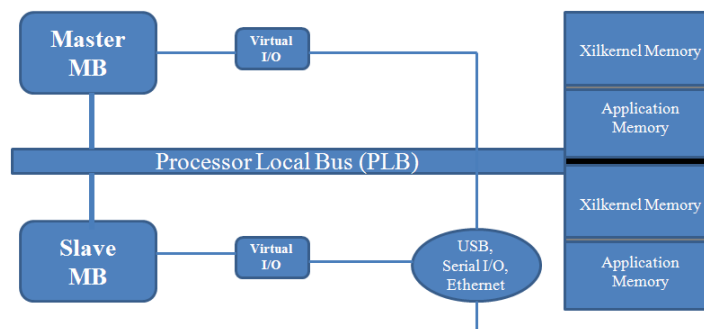 Master
MB
Virtual
I/O
Xilkernel Memory
Application
Memory
Processor Local Bus (PLB)
Xilkernel Memory
Slave
MB
Virtual
I/O
USB,
Serial I/O,
Ethernet
Application
Memory